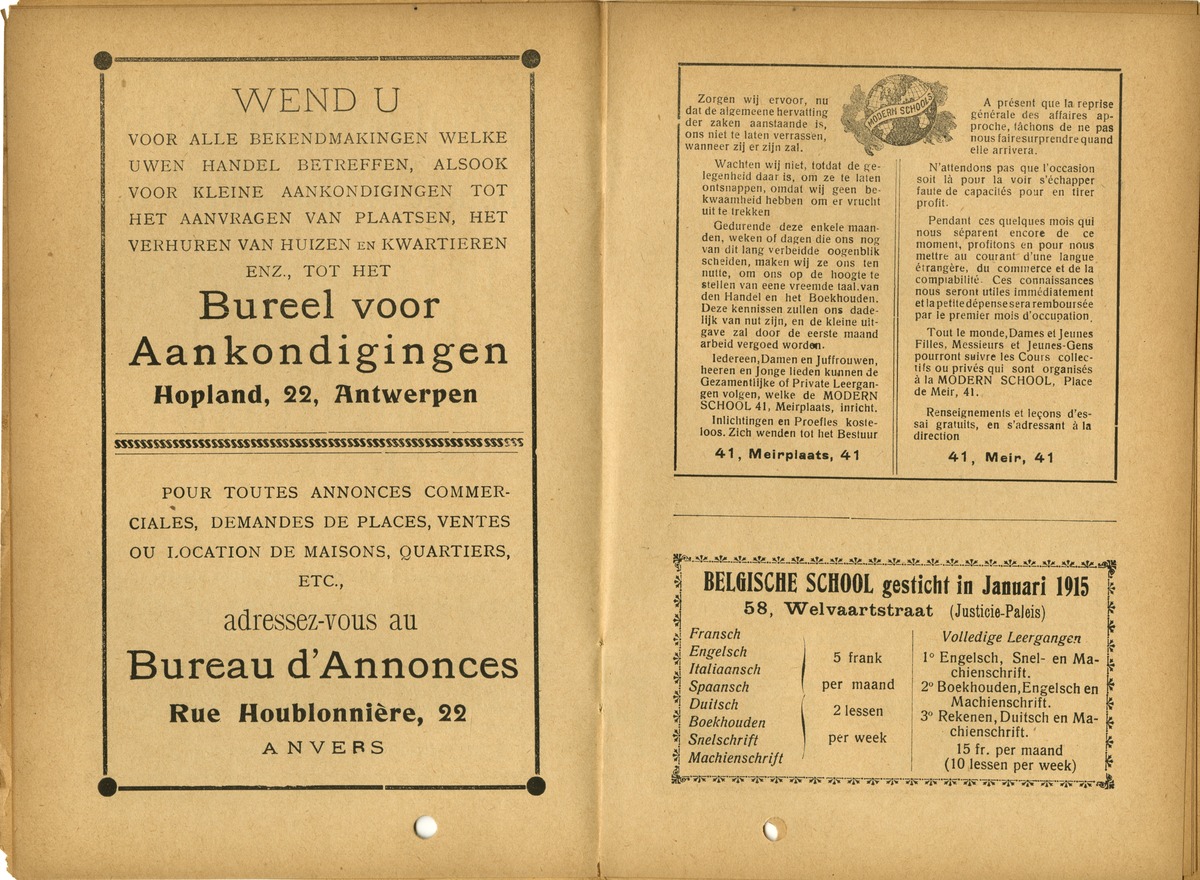 WEND U
VOOR ALLE BEKENDMAKINGEN WELKE
UWEN HANDEL BETREFFEN, ALSOOK
VOOR KLEINE AANKONDIGINGEN TOT
HET AANVRAGEN VAN PLAATSEN, HET
VERHUREN VAN HUIZEN EN KWARTIEREN
ENZ., TOT HET
Bureel voor
Aankondigingen
Hopland, 22, Antwerpen
POUR TOUTES ANNONCES COMMER-
CIALES, DEMANDES DE PLACES, VENTES
OU LOCATION DE MAISONS, QUARTIERS,
ETC.,
adressez-vous au
Bureau d'Annonces
Rue Houblonnière, 22
ANVERS
MODERN SCHOOLS
Zorgen wij ervoor, nu
dat de algemeene hervatting
der zaken aanstaande is,
ons niet te laten verrassen,
wanneer zij er zijn zal.
Wachten wij niet, totdat de ge-
legenheid daar is, om ze te laten
ontsnappen, omdat wij geen be-
kwaamheid hebben om er vrucht
uit te trekken
Gedurende deze enkele maan-
den, weken of dagen die ons nog
van dit lang verbeidde oogenblik
scheiden, maken wij ze ons ten
nutte, om ons op de hoogte te
stellen van eene vreemde taal.van
den Handel en het Boekhouden.
Deze kennissen zullen ons dade-
lijk van nut zijn, en de kleine uit-
gave zal door de eerste maand
arbeid vergoed worden.
Iedereen, Damen en Juffrouwen,
heeren en Jonge lieden kunnen de
Gezamentlijke of Private Leergan-
gen volgen, welke de MODERN
SCHOOL 41, Meirplaats, inricht.
Inlichtingen en Proefles koste-
loos. Zich wenden tot het Bestuur
41, Meirplaats, 41
A présent que la reprise
générale des affaires ap-
proche, tâchons de ne pas
nous faire surprendre quand
elle arrivera.
N'attendons pas que l'occasion
soit là pour la voir s'échapper
faute de capacités pour en tirer
profit.
Pendant ces quelques mois qui
nous séparent encore de ce
moment, profitons en pour nous
mettre au courant d'une langue
étrangère, du commerce et de la
comptabilité. Ces connaissances
nous seront utiles immédiatement
et la petite dépense sera remboursée
par le premier mois d'occupation.
Tout le monde, Dames et Jeunes
Filles, Messieurs et Jeunes-Gens
pourront suivre les Cours collec-
tifs ou privés qui sont organisés
à la MODERN SCHOOL, Place
de Meir, 41.
Renseignements et leçons d'es-
sai gratuits, en s'adressant à la
direction
41, Meir, 41
BELGISCHE SCHOOL gesticht in Januari 1915
58, Welvaartstraat (Justicie-Paleis)
Fransch
Engelsch
Italiaansch
Spaansch
Duitsch
Boekhouden
Snelschrift
Machienschrift
5 frank
per maand
2 lessen
per week
Volledige Leergangen
1º Engelsch, Snel- en Ma-
chienschrift.
2º Boekhouden, Engelsch en
Machienschrift.
3º Rekenen, Duitsch en Ma-
chienschrift.
15 fr. per maand
(10 lessen per week)